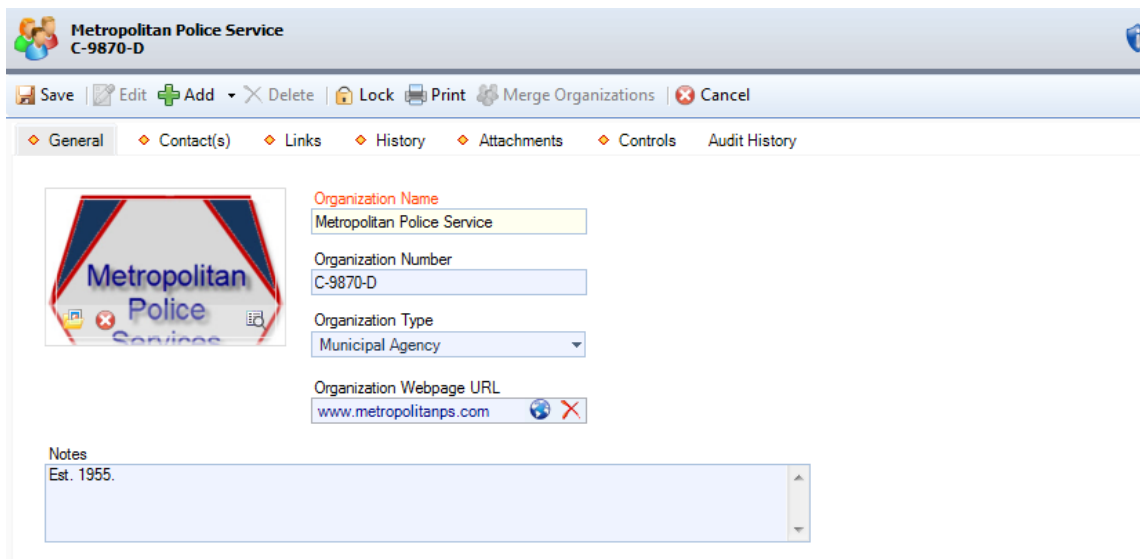 Metropolitan Police Service
C-9870-D
Save Edit Add Delete Lock Print Merge Organizations Cancel
General Contact(s) Links History Attachments Controls Audit History
Metropolitan
Police
Services
Organization Name
Metropolitan Police Service
Organization Number
C-9870-D
Organization Type
Municipal Agency
Organization Webpage URL
www.metropolitanps.com
Notes
Est. 1955.